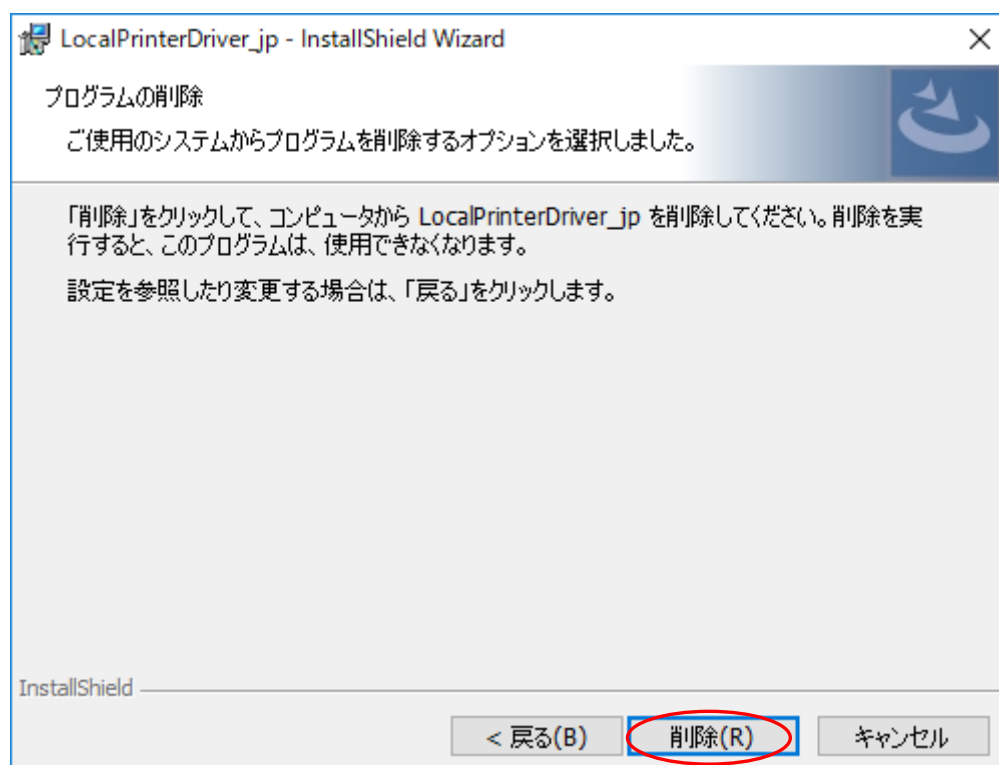 LocalPrinterDriver_jp - InstallShield Wizard
プログラムの削除
ご使用のシステムからプログラムを削除するオプションを選択しました。
「削除」をクリックして、コンピュータから LocalPrinterDriver_jp を削除してください。削除を実
行すると、このプログラムは、使用できなくなります。
設定を参照したり変更する場合は、「戻る」をクリックします。
InstallShield
< 戻る(B)
削除(R)
キャンセル